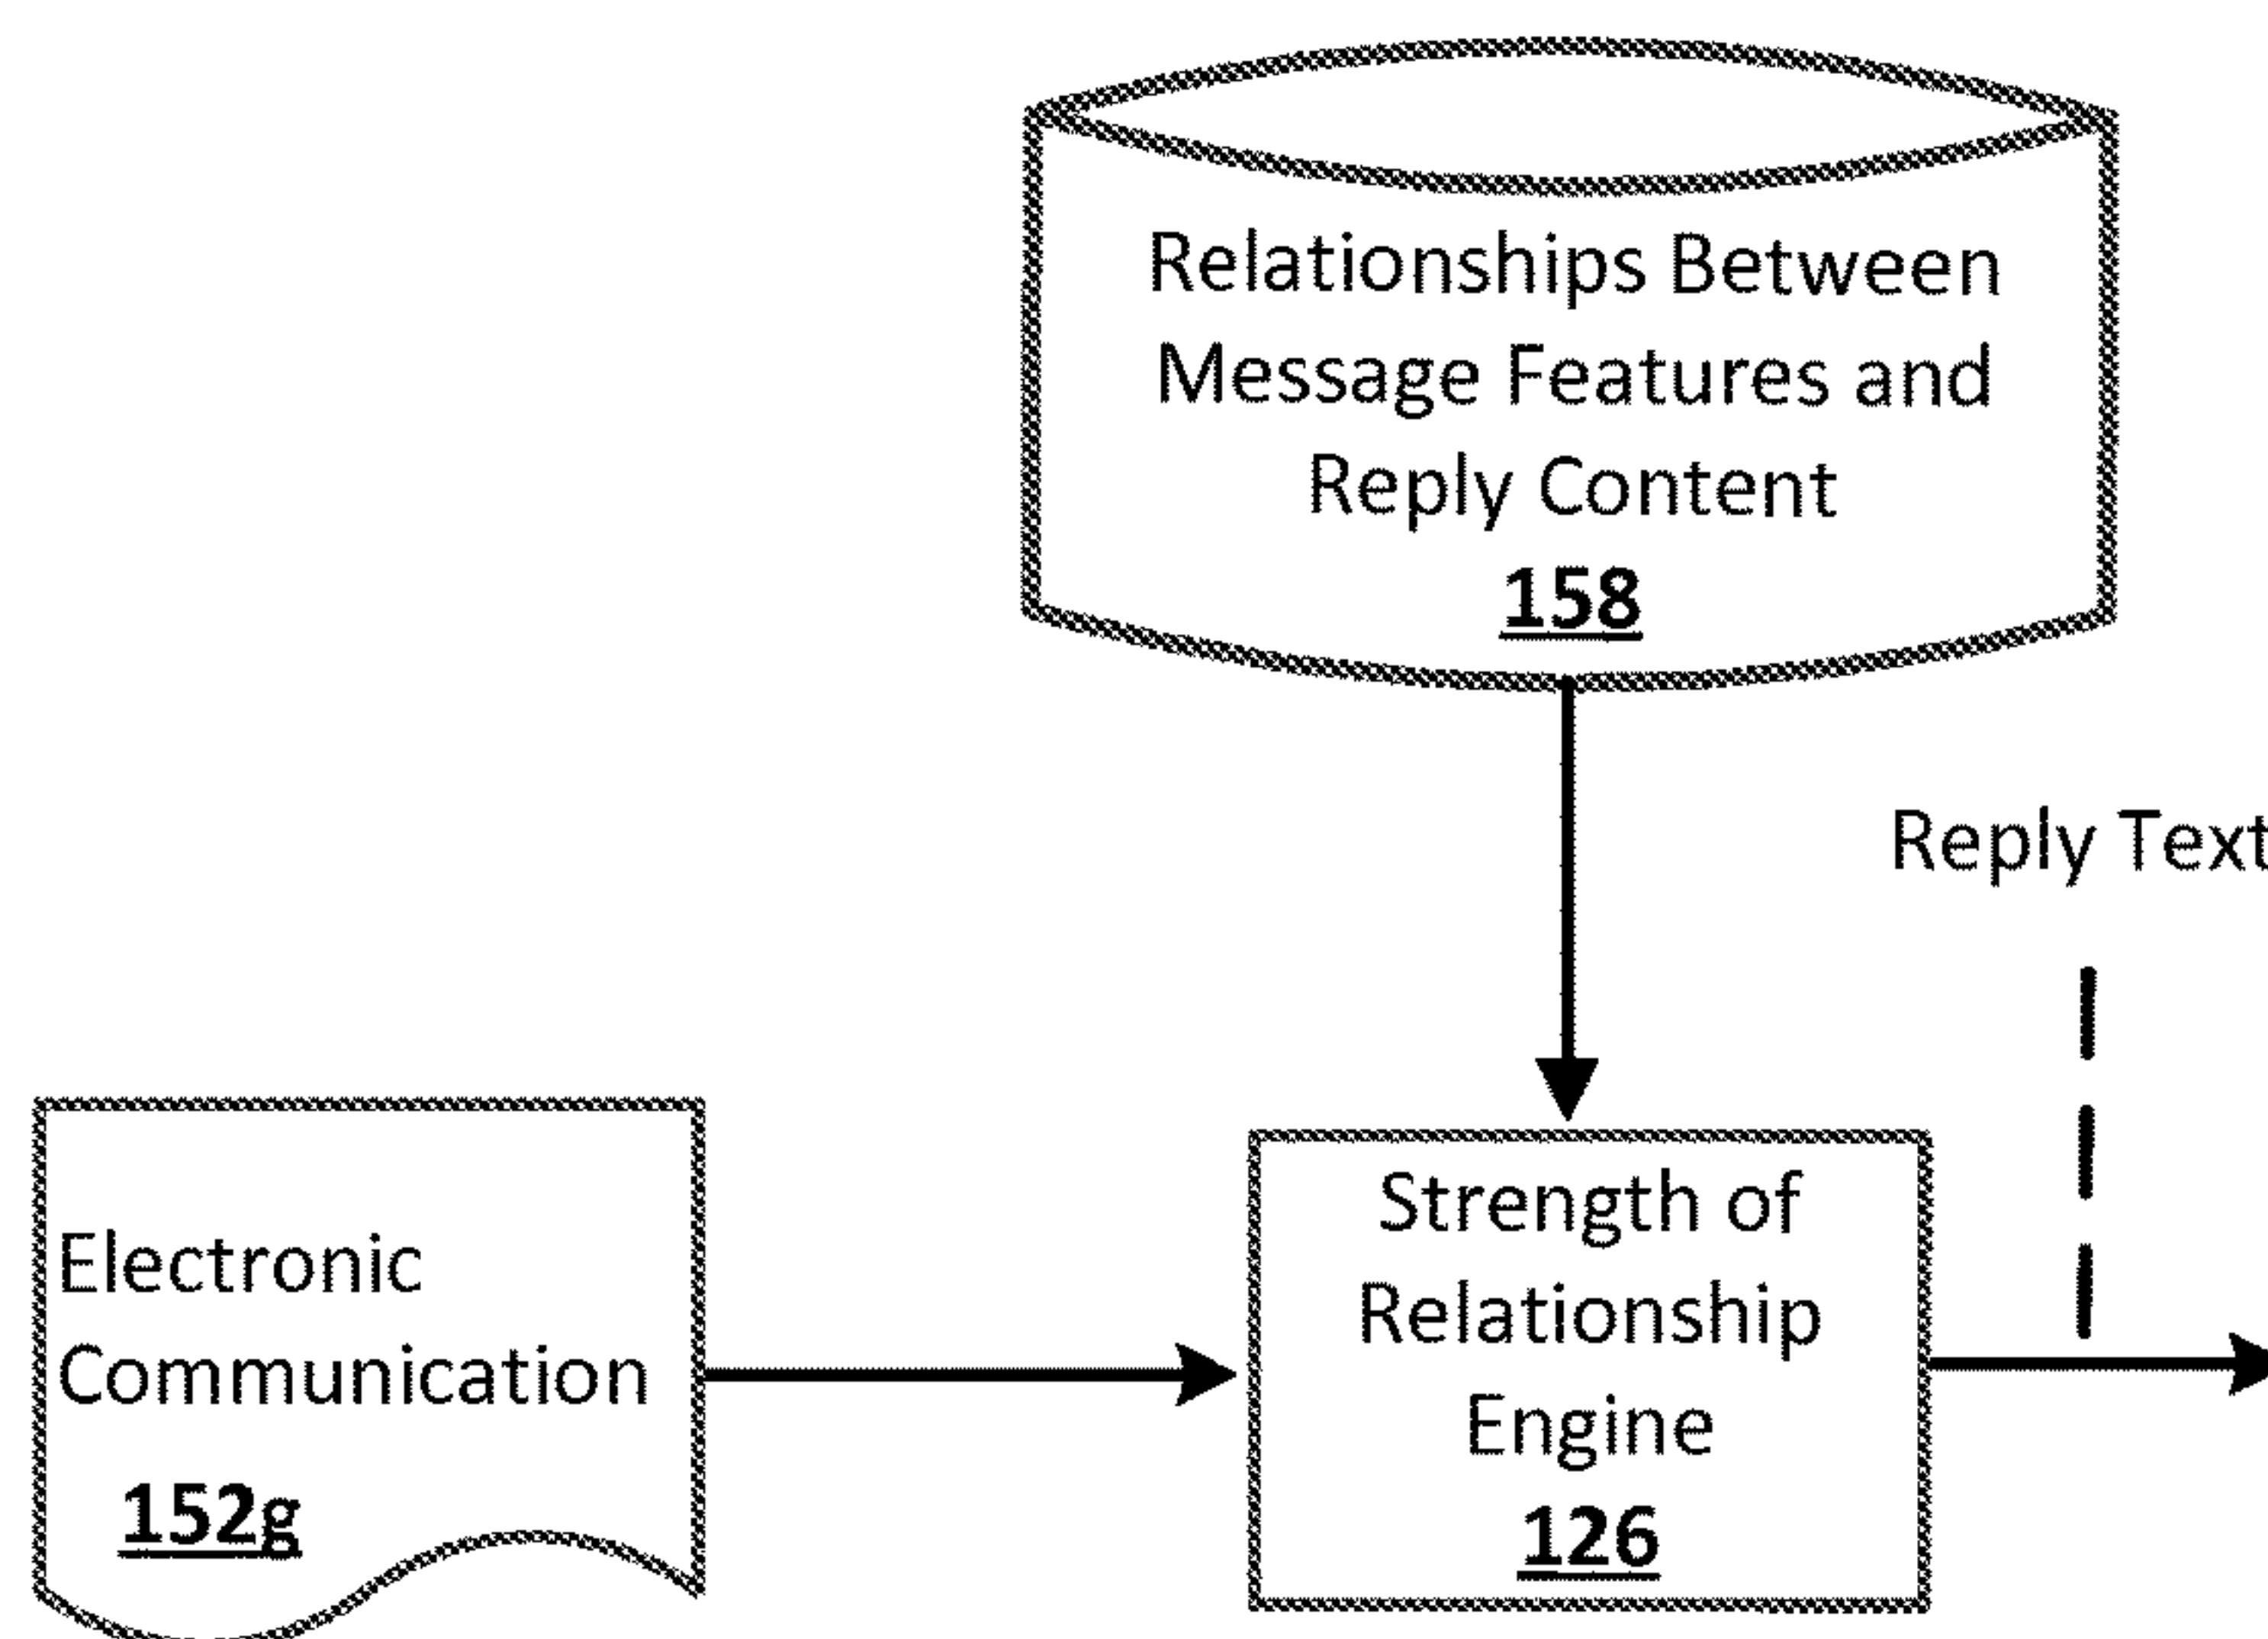 Relationships Between
Message Features and
Reply Content
158
Reply Text
Electronic
Communication
152g
Strength of
Relationship
Engine
126